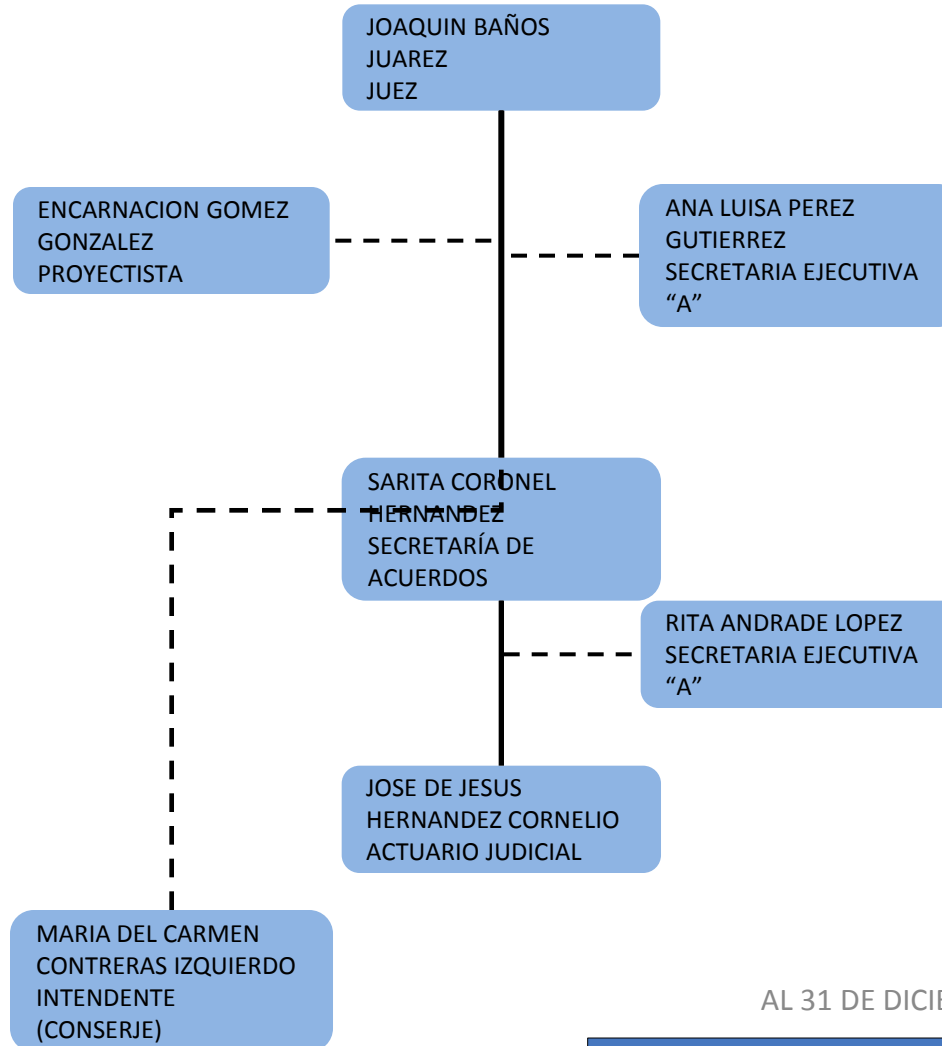 JOAQUIN BAÑOS
JUAREZ
JUEZ
ENCARNACION GOMEZ
GONZALEZ
PROYECTISTA
ANA LUISA PEREZ
GUTIERREZ
SECRETARIA EJECUTIVA
“A”
SARITA CORONEL
HERNANDEZ
SECRETARÍA DE
ACUERDOS
RITA ANDRADE LOPEZ
SECRETARIA EJECUTIVA
“A”
JOSE DE JESUS
HERNANDEZ CORNELIO
ACTUARIO JUDICIAL
MARIA DEL CARMEN
CONTRERAS IZQUIERDO
INTENDENTE
(CONSERJE)
AL 31 DE